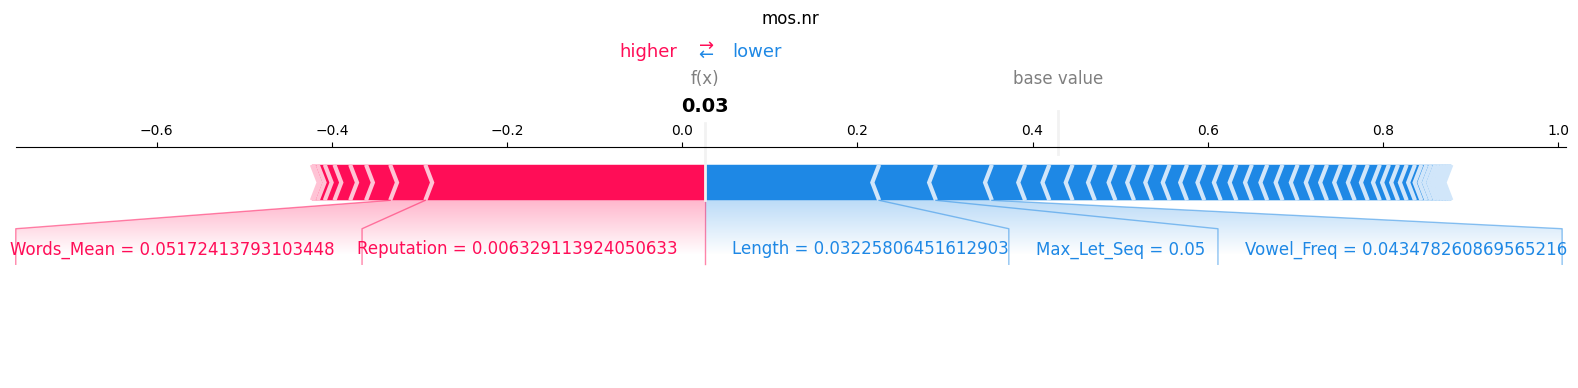 mos.nr
higher → ← lower
f(x) base value
0.03
−0.6 −0.4 −0.2 0.0 0.2 0.4 0.6 0.8 1.0
Words_Mean = 0.05172413793103448 Reputation = 0.006329113924050633 Length = 0.03225806451612903 Max_Let_Seq = 0.05 Vowel_Freq = 0.043478260869565216